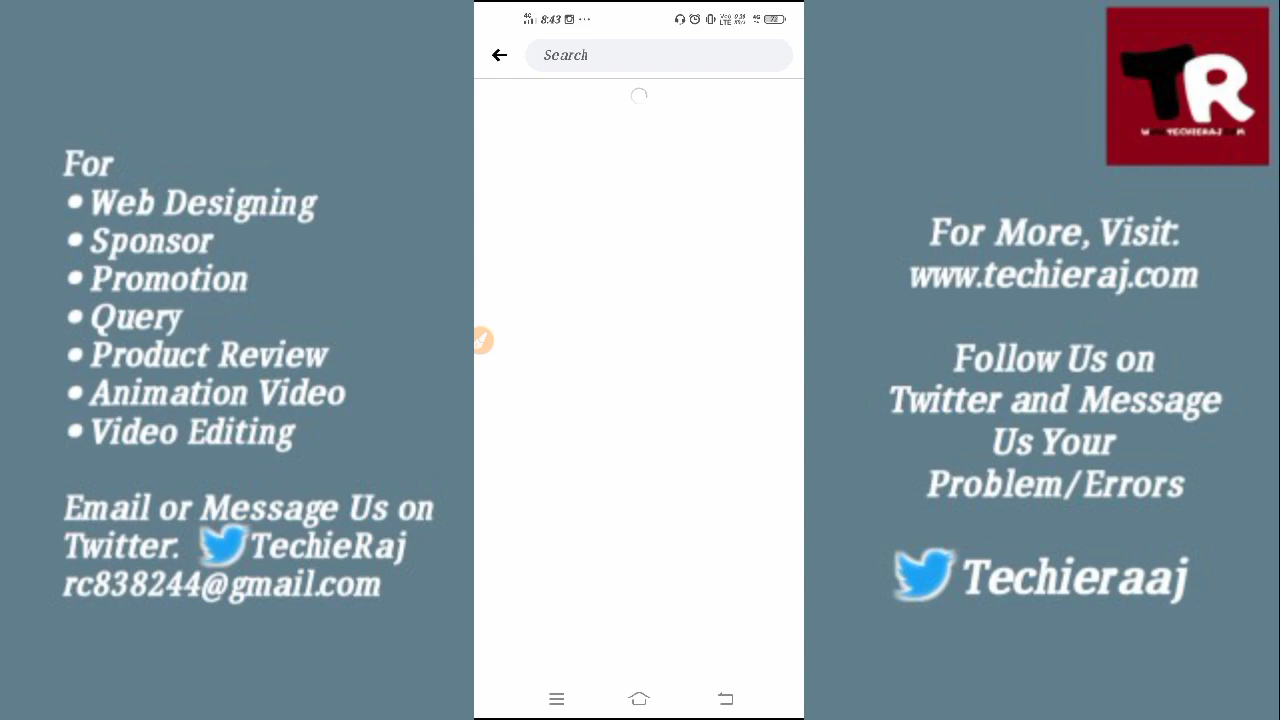 8:43
Search
TR
For
• Web Designing
• Sponsor
• Promotion
• Query
• Product Review
• Animation Video
• Video Editing
Email or Message Us on
Twitter. TechieRaj
rc838244@gmail.com
For More, Visit:
www.techieraj.com
Follow Us on
Twitter and Message
Us Your
Problem/Errors
Techieraaj